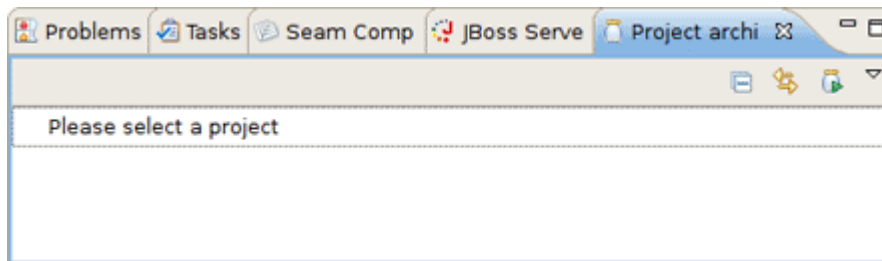 Problems Tasks Seam Comp JBoss Serve Project archi
Please select a project